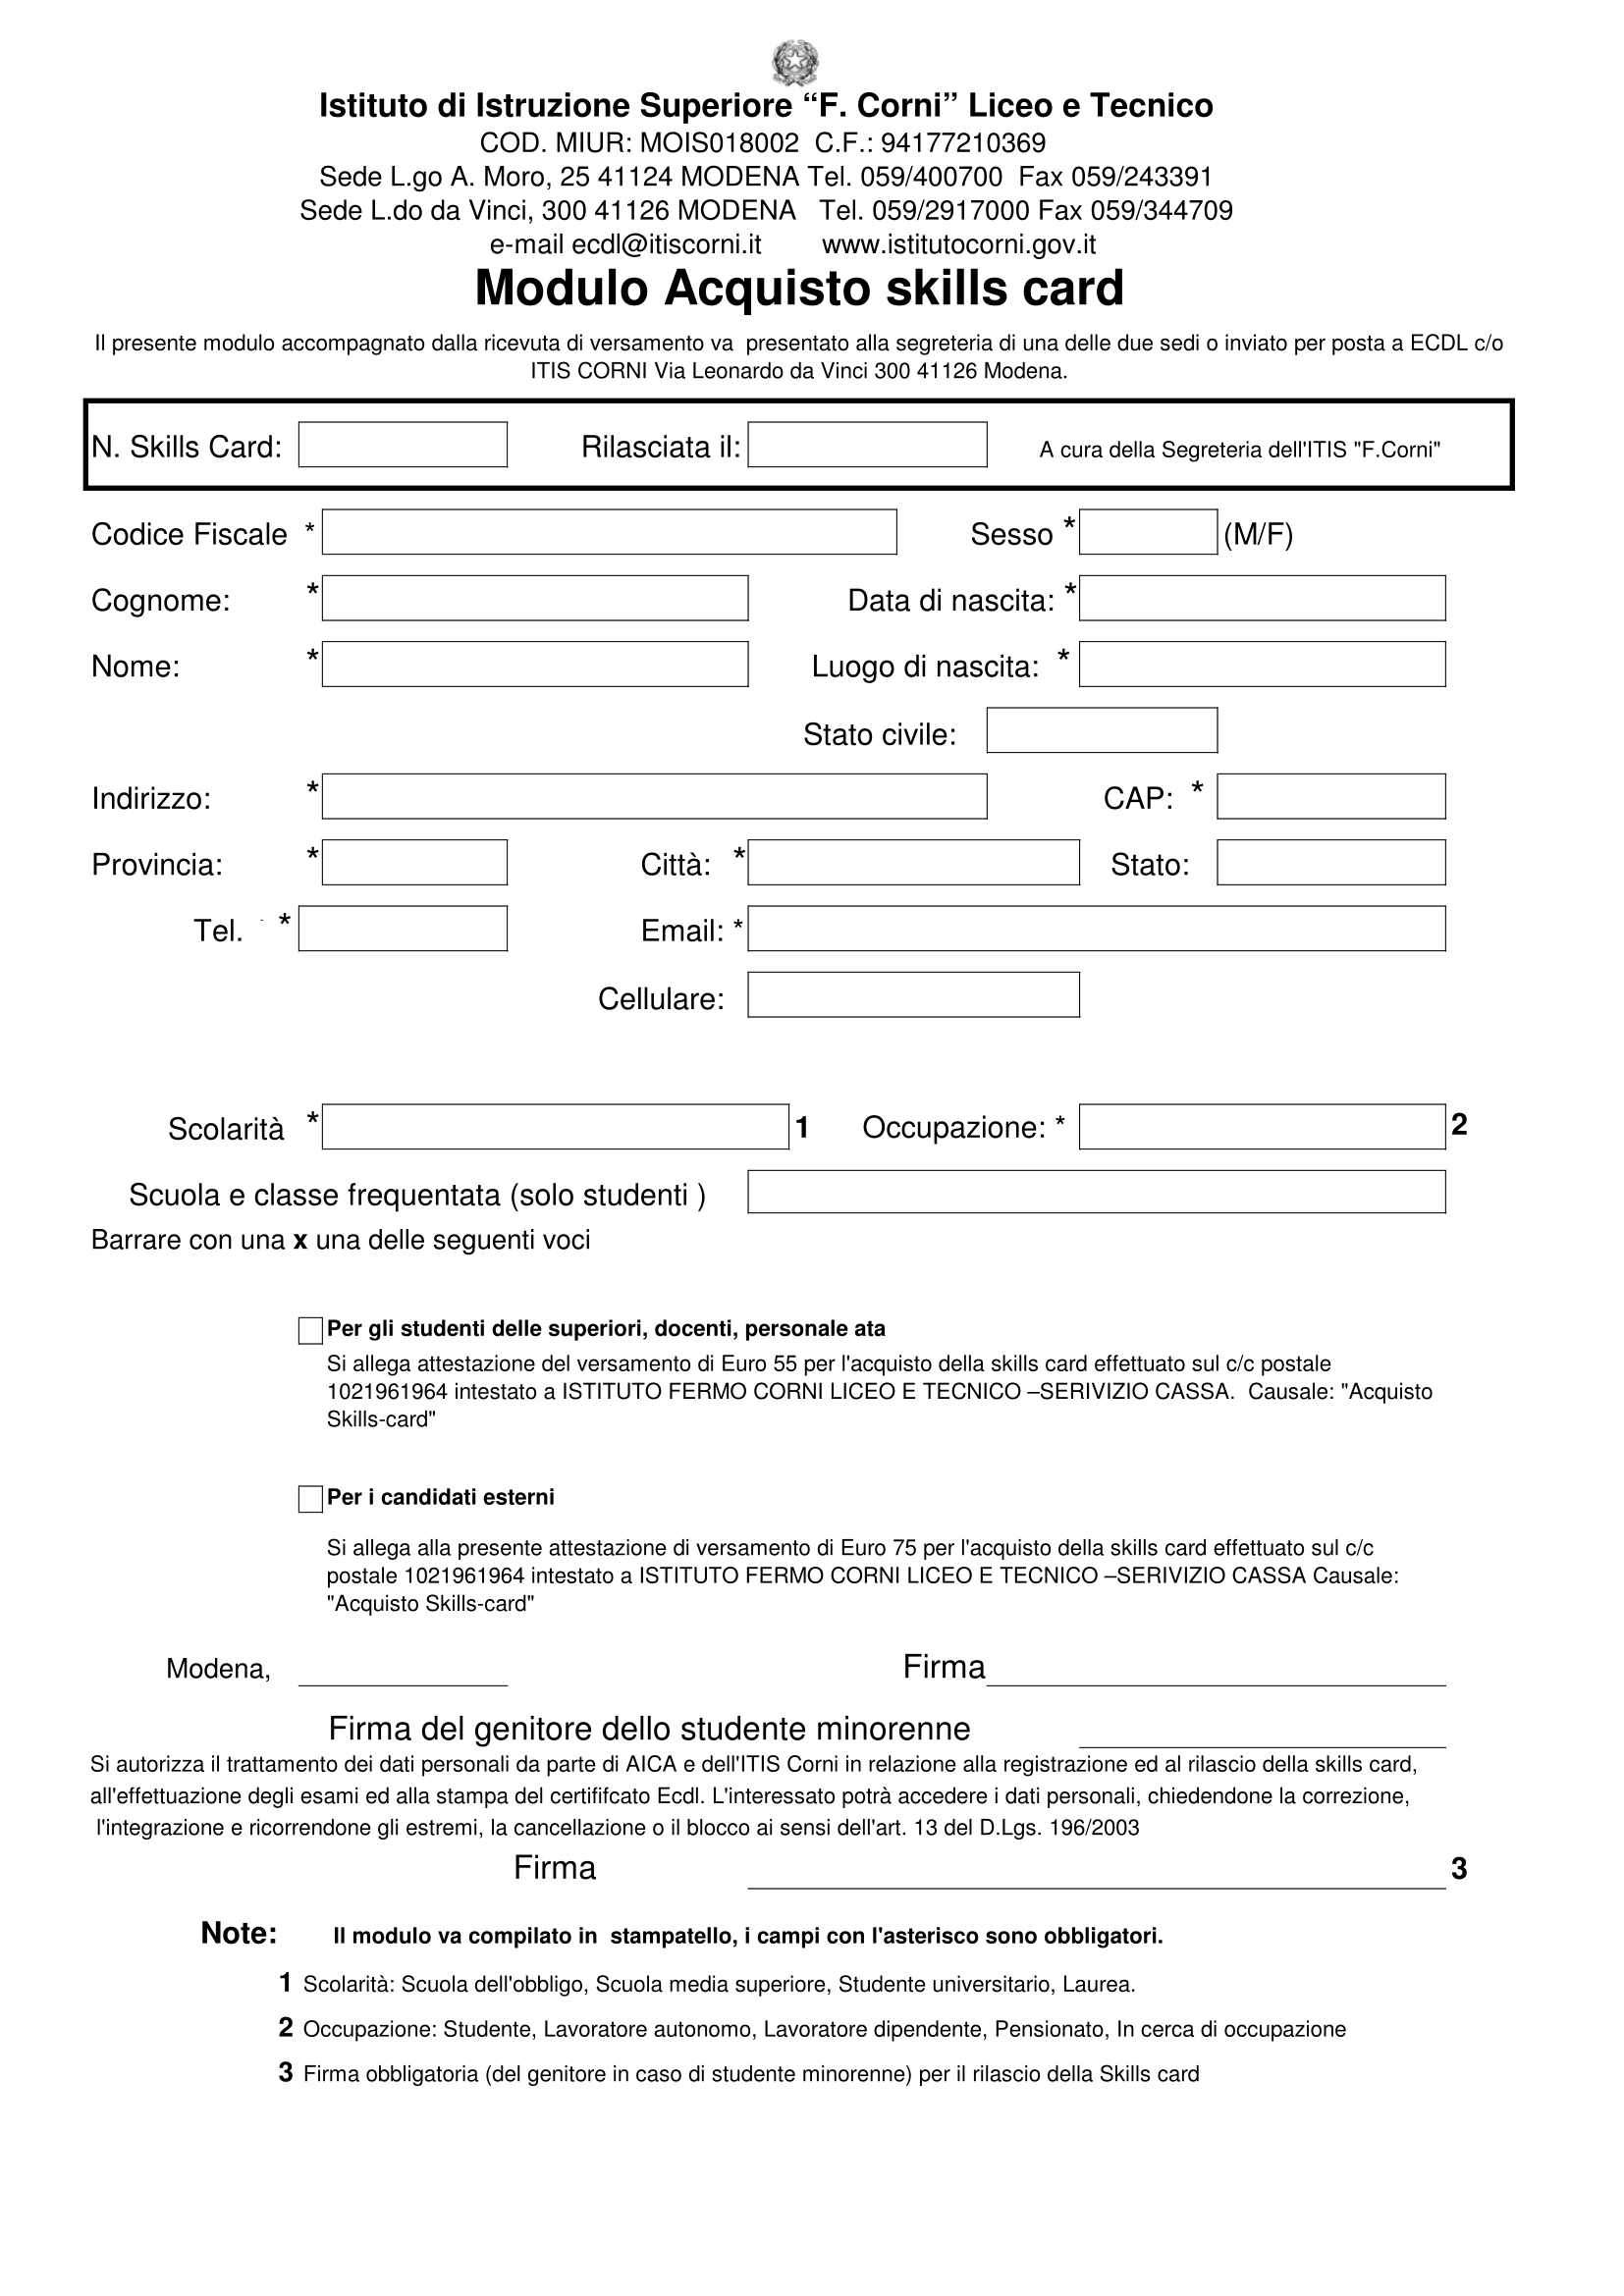 Istituto di Istruzione Superiore “F. Corni” Liceo e Tecnico
COD. MIUR: MOIS018002  C.F.: 94177210369
Sede L.go A. Moro, 25 41124 MODENA Tel. 059/400700  Fax 059/243391
Sede L.do da Vinci, 300 41126 MODENA   Tel. 059/2917000 Fax 059/344709
e-mail ecdl@itiscorni.it        www.istitutocorni.gov.it
Modulo Acquisto skills card
Il presente modulo accompagnato dalla ricevuta di versamento va  presentato alla segreteria di una delle due sedi o inviato per posta a ECDL c/o
ITIS CORNI Via Leonardo da Vinci 300 41126 Modena.
N. Skills Card: Rilasciata il: A cura della Segreteria dell'ITIS "F.Corni"
Codice Fiscale * Sesso * (M/F)
Cognome: * Data di nascita: *
Nome: * Luogo di nascita: *
Stato civile:
Indirizzo: * CAP: *
Provincia: * Città: * Stato:
Tel. * Email: *
Cellulare:
Scolarità * 1 Occupazione: * 2
Scuola e classe frequentata (solo studenti )
Barrare con una x una delle seguenti voci
Per gli studenti delle superiori, docenti, personale ata
Si allega attestazione del versamento di Euro 55 per l'acquisto della skills card effettuato sul c/c postale
1021961964 intestato a ISTITUTO FERMO CORNI LICEO E TECNICO –SERIVIZIO CASSA.  Causale: "Acquisto
Skills-card"
Per i candidati esterni
Si allega alla presente attestazione di versamento di Euro 75 per l'acquisto della skills card effettuato sul c/c
postale 1021961964 intestato a ISTITUTO FERMO CORNI LICEO E TECNICO –SERIVIZIO CASSA Causale:
"Acquisto Skills-card"
Modena, Firma
Firma del genitore dello studente minorenne
Si autorizza il trattamento dei dati personali da parte di AICA e dell'ITIS Corni in relazione alla registrazione ed al rilascio della skills card,
all'effettuazione degli esami ed alla stampa del certififcato Ecdl. L'interessato potrà accedere i dati personali, chiedendone la correzione,
l'integrazione e ricorrendone gli estremi, la cancellazione o il blocco ai sensi dell'art. 13 del D.Lgs. 196/2003
Firma 3
Note: Il modulo va compilato in  stampatello, i campi con l'asterisco sono obbligatori.
1 Scolarità: Scuola dell'obbligo, Scuola media superiore, Studente universitario, Laurea.
2 Occupazione: Studente, Lavoratore autonomo, Lavoratore dipendente, Pensionato, In cerca di occupazione
3 Firma obbligatoria (del genitore in caso di studente minorenne) per il rilascio della Skills card